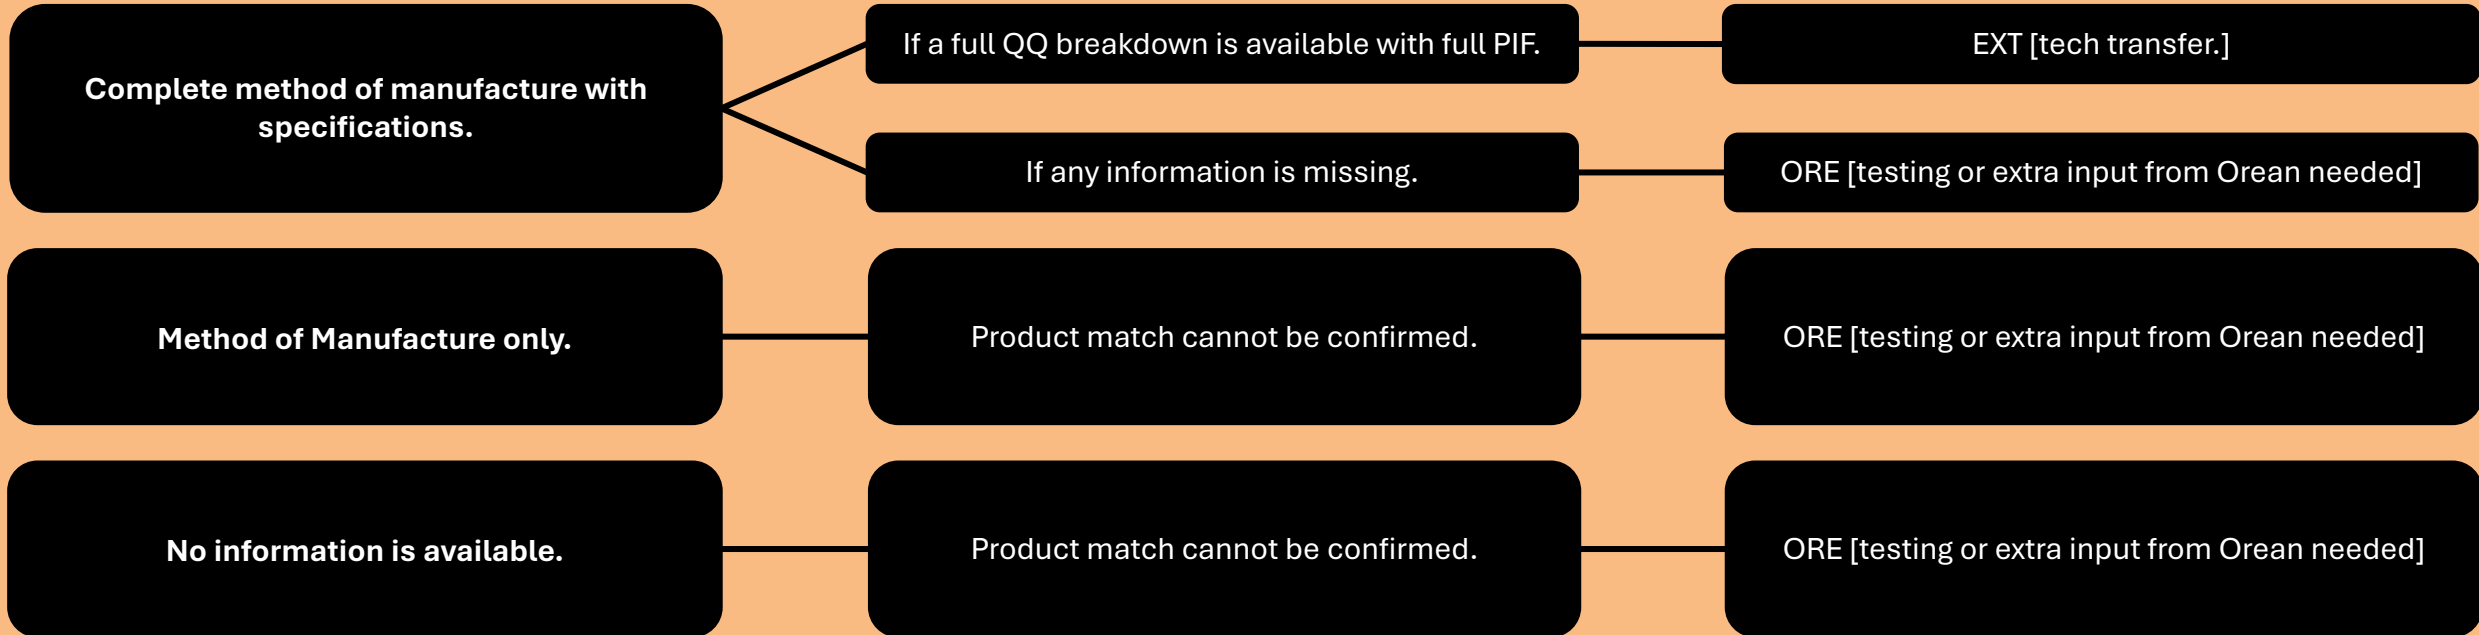 Complete method of manufacture with
specifications.
If a full QQ breakdown is available with full PIF.
EXT [tech transfer.]
If any information is missing.
ORE [testing or extra input from Orean needed]
Method of Manufacture only.
Product match cannot be confirmed.
ORE [testing or extra input from Orean needed]
No information is available.
Product match cannot be confirmed.
ORE [testing or extra input from Orean needed]